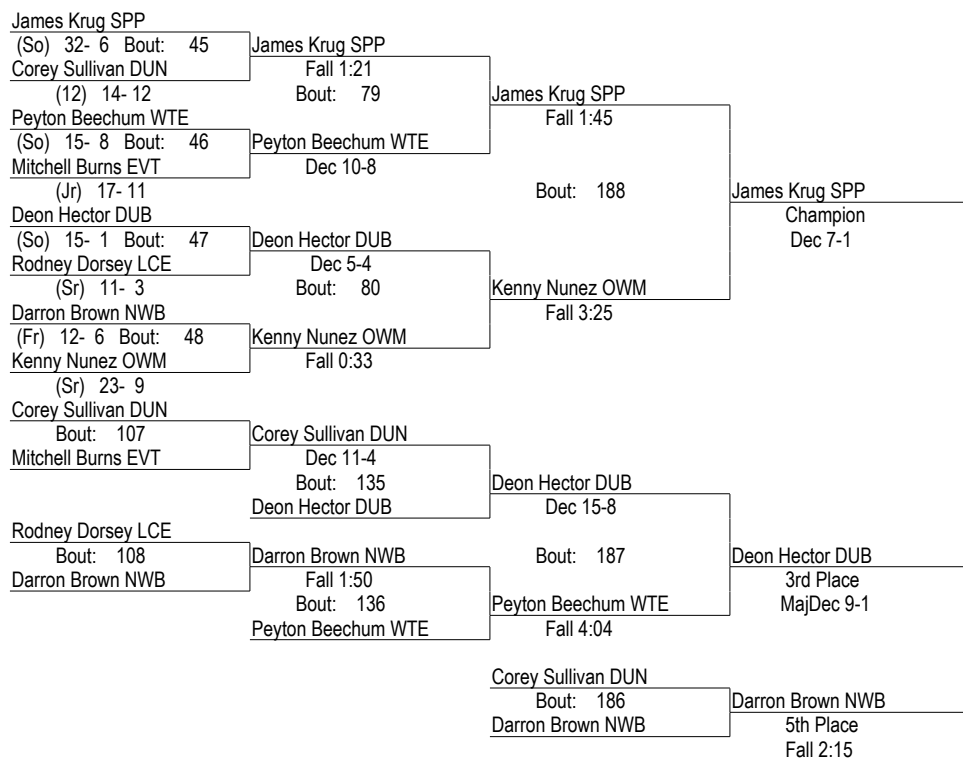 James Krug SPP
(So) 32- 6 Bout: 45 James Krug SPP
Corey Sullivan DUN Fall 1:21
(12) 14- 12 Bout: 79 James Krug SPP
Peyton Beechum WTE Fall 1:45
(So) 15- 8 Bout: 46 Peyton Beechum WTE
Mitchell Burns EVT Dec 10-8
(Jr) 17- 11 Bout: 188 James Krug SPP
Deon Hector DUB Champion
(So) 15- 1 Bout: 47 Deon Hector DUB Dec 7-1
Rodney Dorsey LCE Dec 5-4
(Sr) 11- 3 Bout: 80 Kenny Nunez OWM
Darron Brown NWB Fall 3:25
(Fr) 12- 6 Bout: 48 Kenny Nunez OWM
Kenny Nunez OWM Fall 0:33
(Sr) 23- 9
Corey Sullivan DUN
Bout: 107 Corey Sullivan DUN
Mitchell Burns EVT Dec 11-4
Bout: 135 Deon Hector DUB
Deon Hector DUB Dec 15-8
Rodney Dorsey LCE
Bout: 108 Darron Brown NWB Bout: 187 Deon Hector DUB
Darron Brown NWB Fall 1:50 3rd Place
Bout: 136 Peyton Beechum WTE MajDec 9-1
Peyton Beechum WTE Fall 4:04
Corey Sullivan DUN
Bout: 186 Darron Brown NWB
Darron Brown NWB 5th Place
Fall 2:15